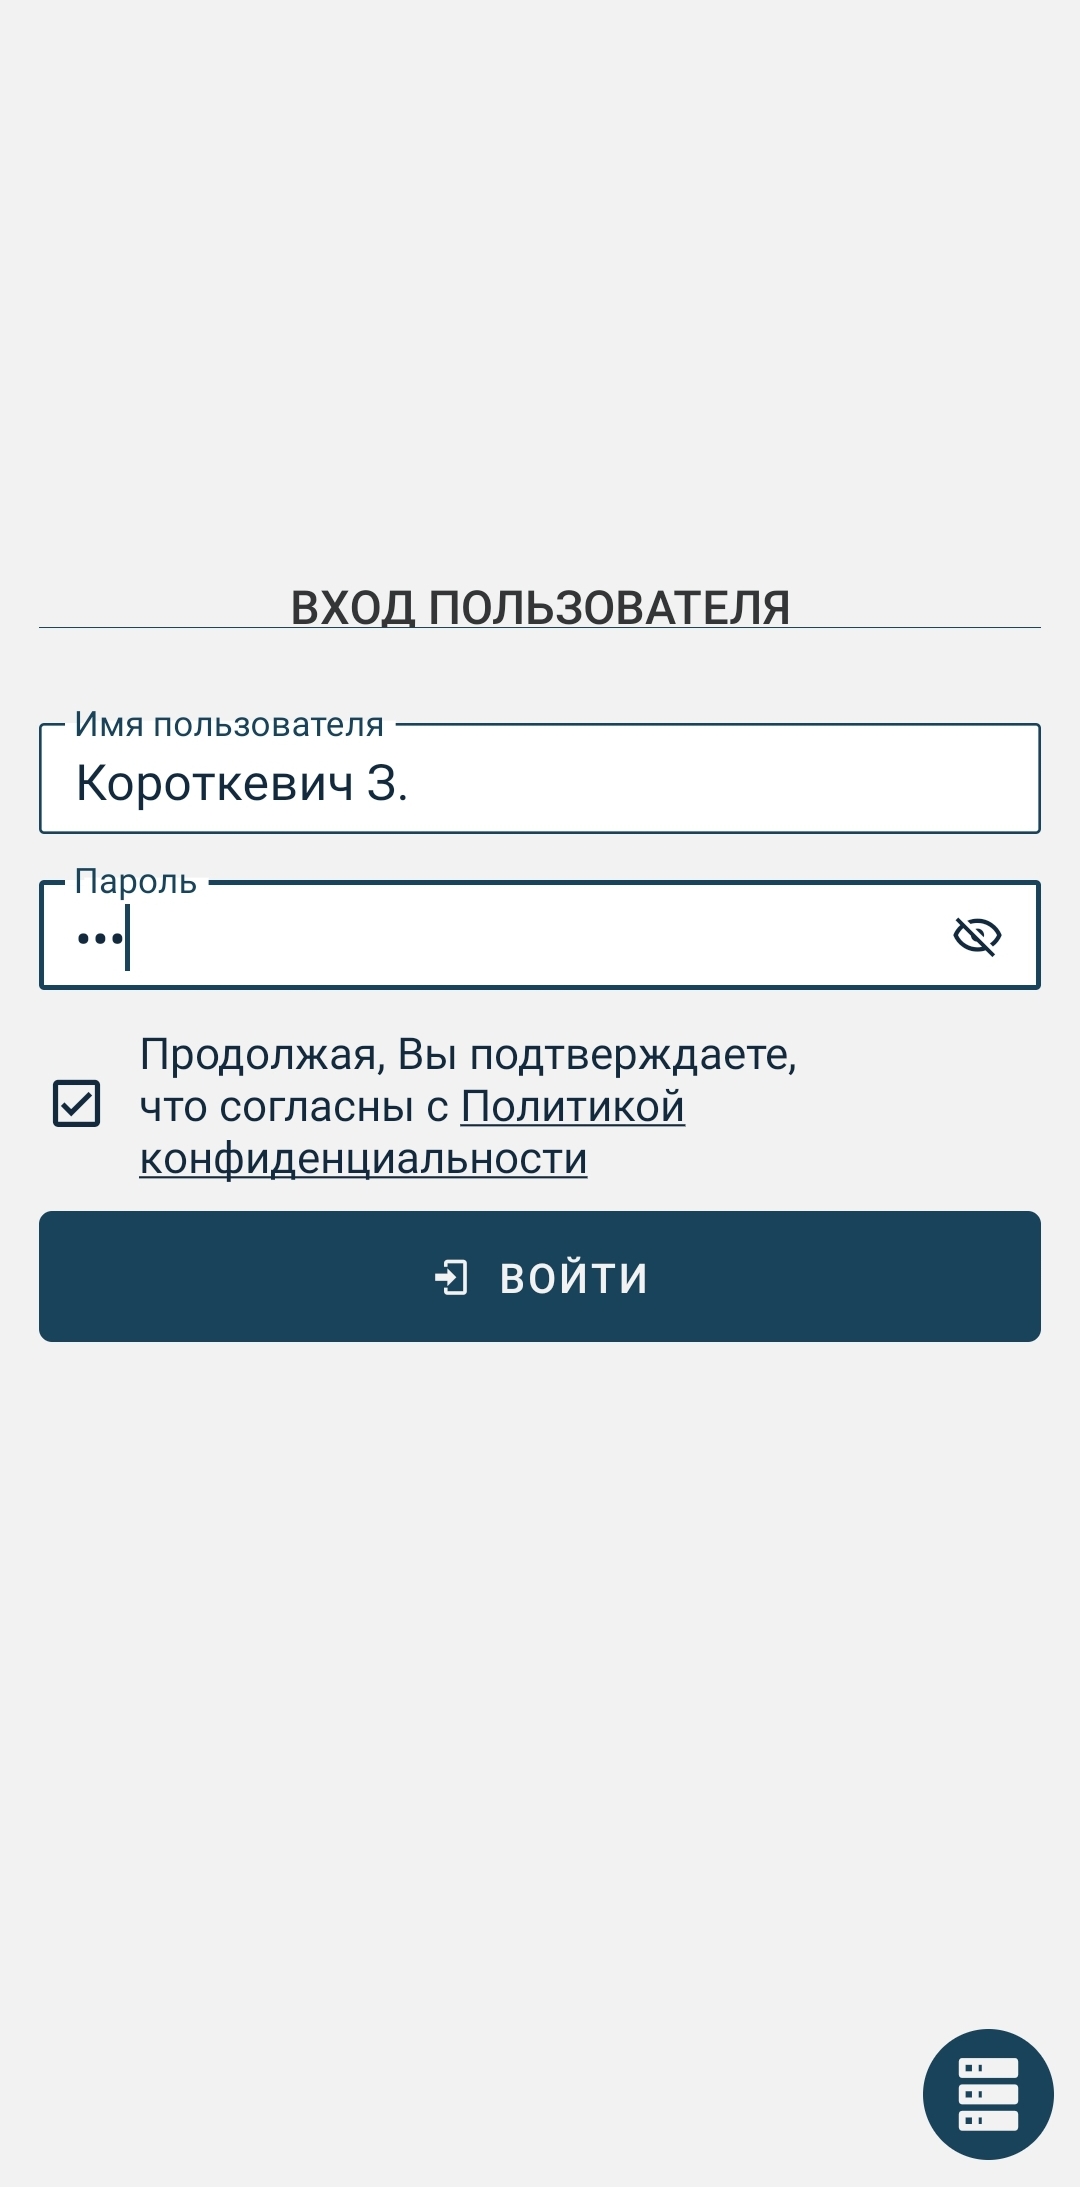 ВХОД ПОЛЬЗОВАТЕЛЯ
Имя пользователя
Короткевич З.
Пароль
•••
Продолжая, Вы подтверждаете,
что согласны с Политикой
конфиденциальности
ВОЙТИ